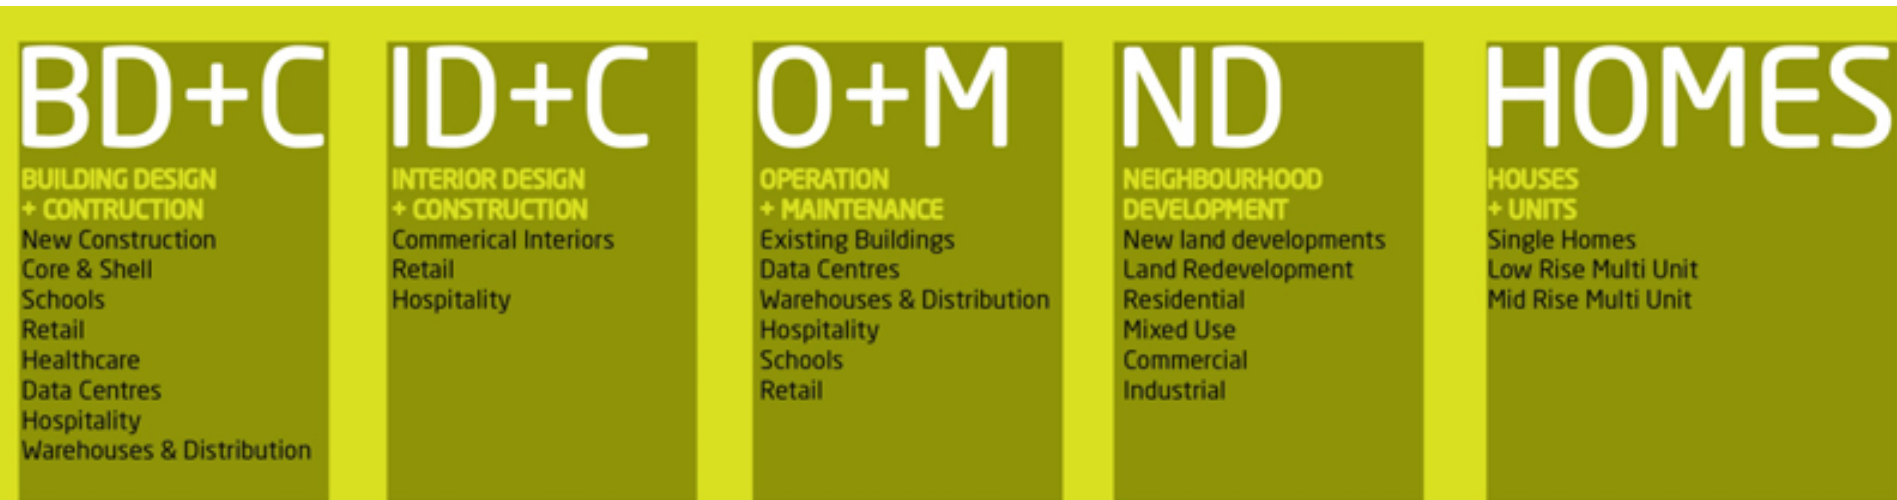 BD+C
BUILDING DESIGN
+ CONTRUCTION
New Construction
Core & Shell
Schools
Retail
Healthcare
Data Centres
Hospitality
Warehouses & Distribution
ID+C
INTERIOR DESIGN
+ CONSTRUCTION
Commerical Interiors
Retail
Hospitality
O+M
OPERATION
+ MAINTENANCE
Existing Buildings
Data Centres
Warehouses & Distribution
Hospitality
Schools
Retail
ND
NEIGHBOURHOOD
DEVELOPMENT
New land developments
Land Redevelopment
Residential
Mixed Use
Commercial
Industrial
HOMES
HOUSES
+ UNITS
Single Homes
Low Rise Multi Unit
Mid Rise Multi Unit